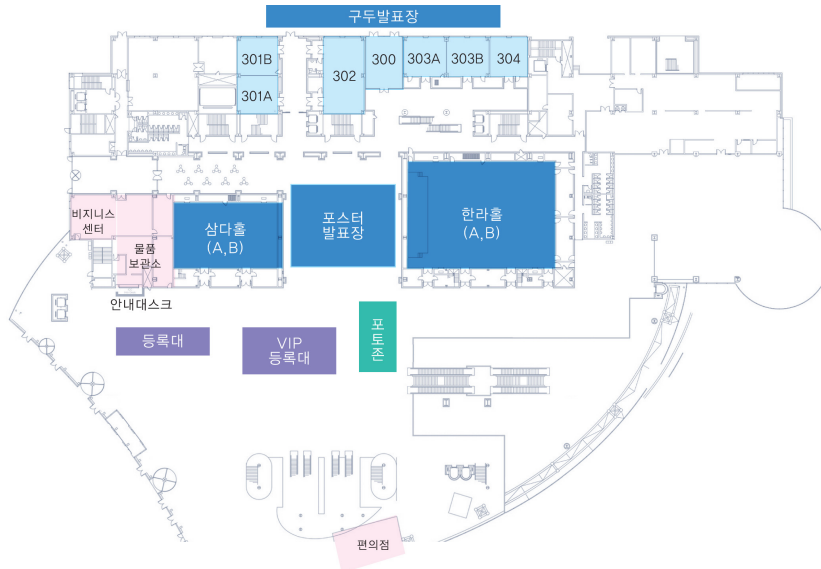 구두발표장
301B
301A
302
300
303A
303B
304
비지니스
센터
물품
보관소
안내대스크
삼다홀
(A,B)
포스터
발표장
한라홀
(A,B)
등록대
VIP
등록대
포토존
편의점